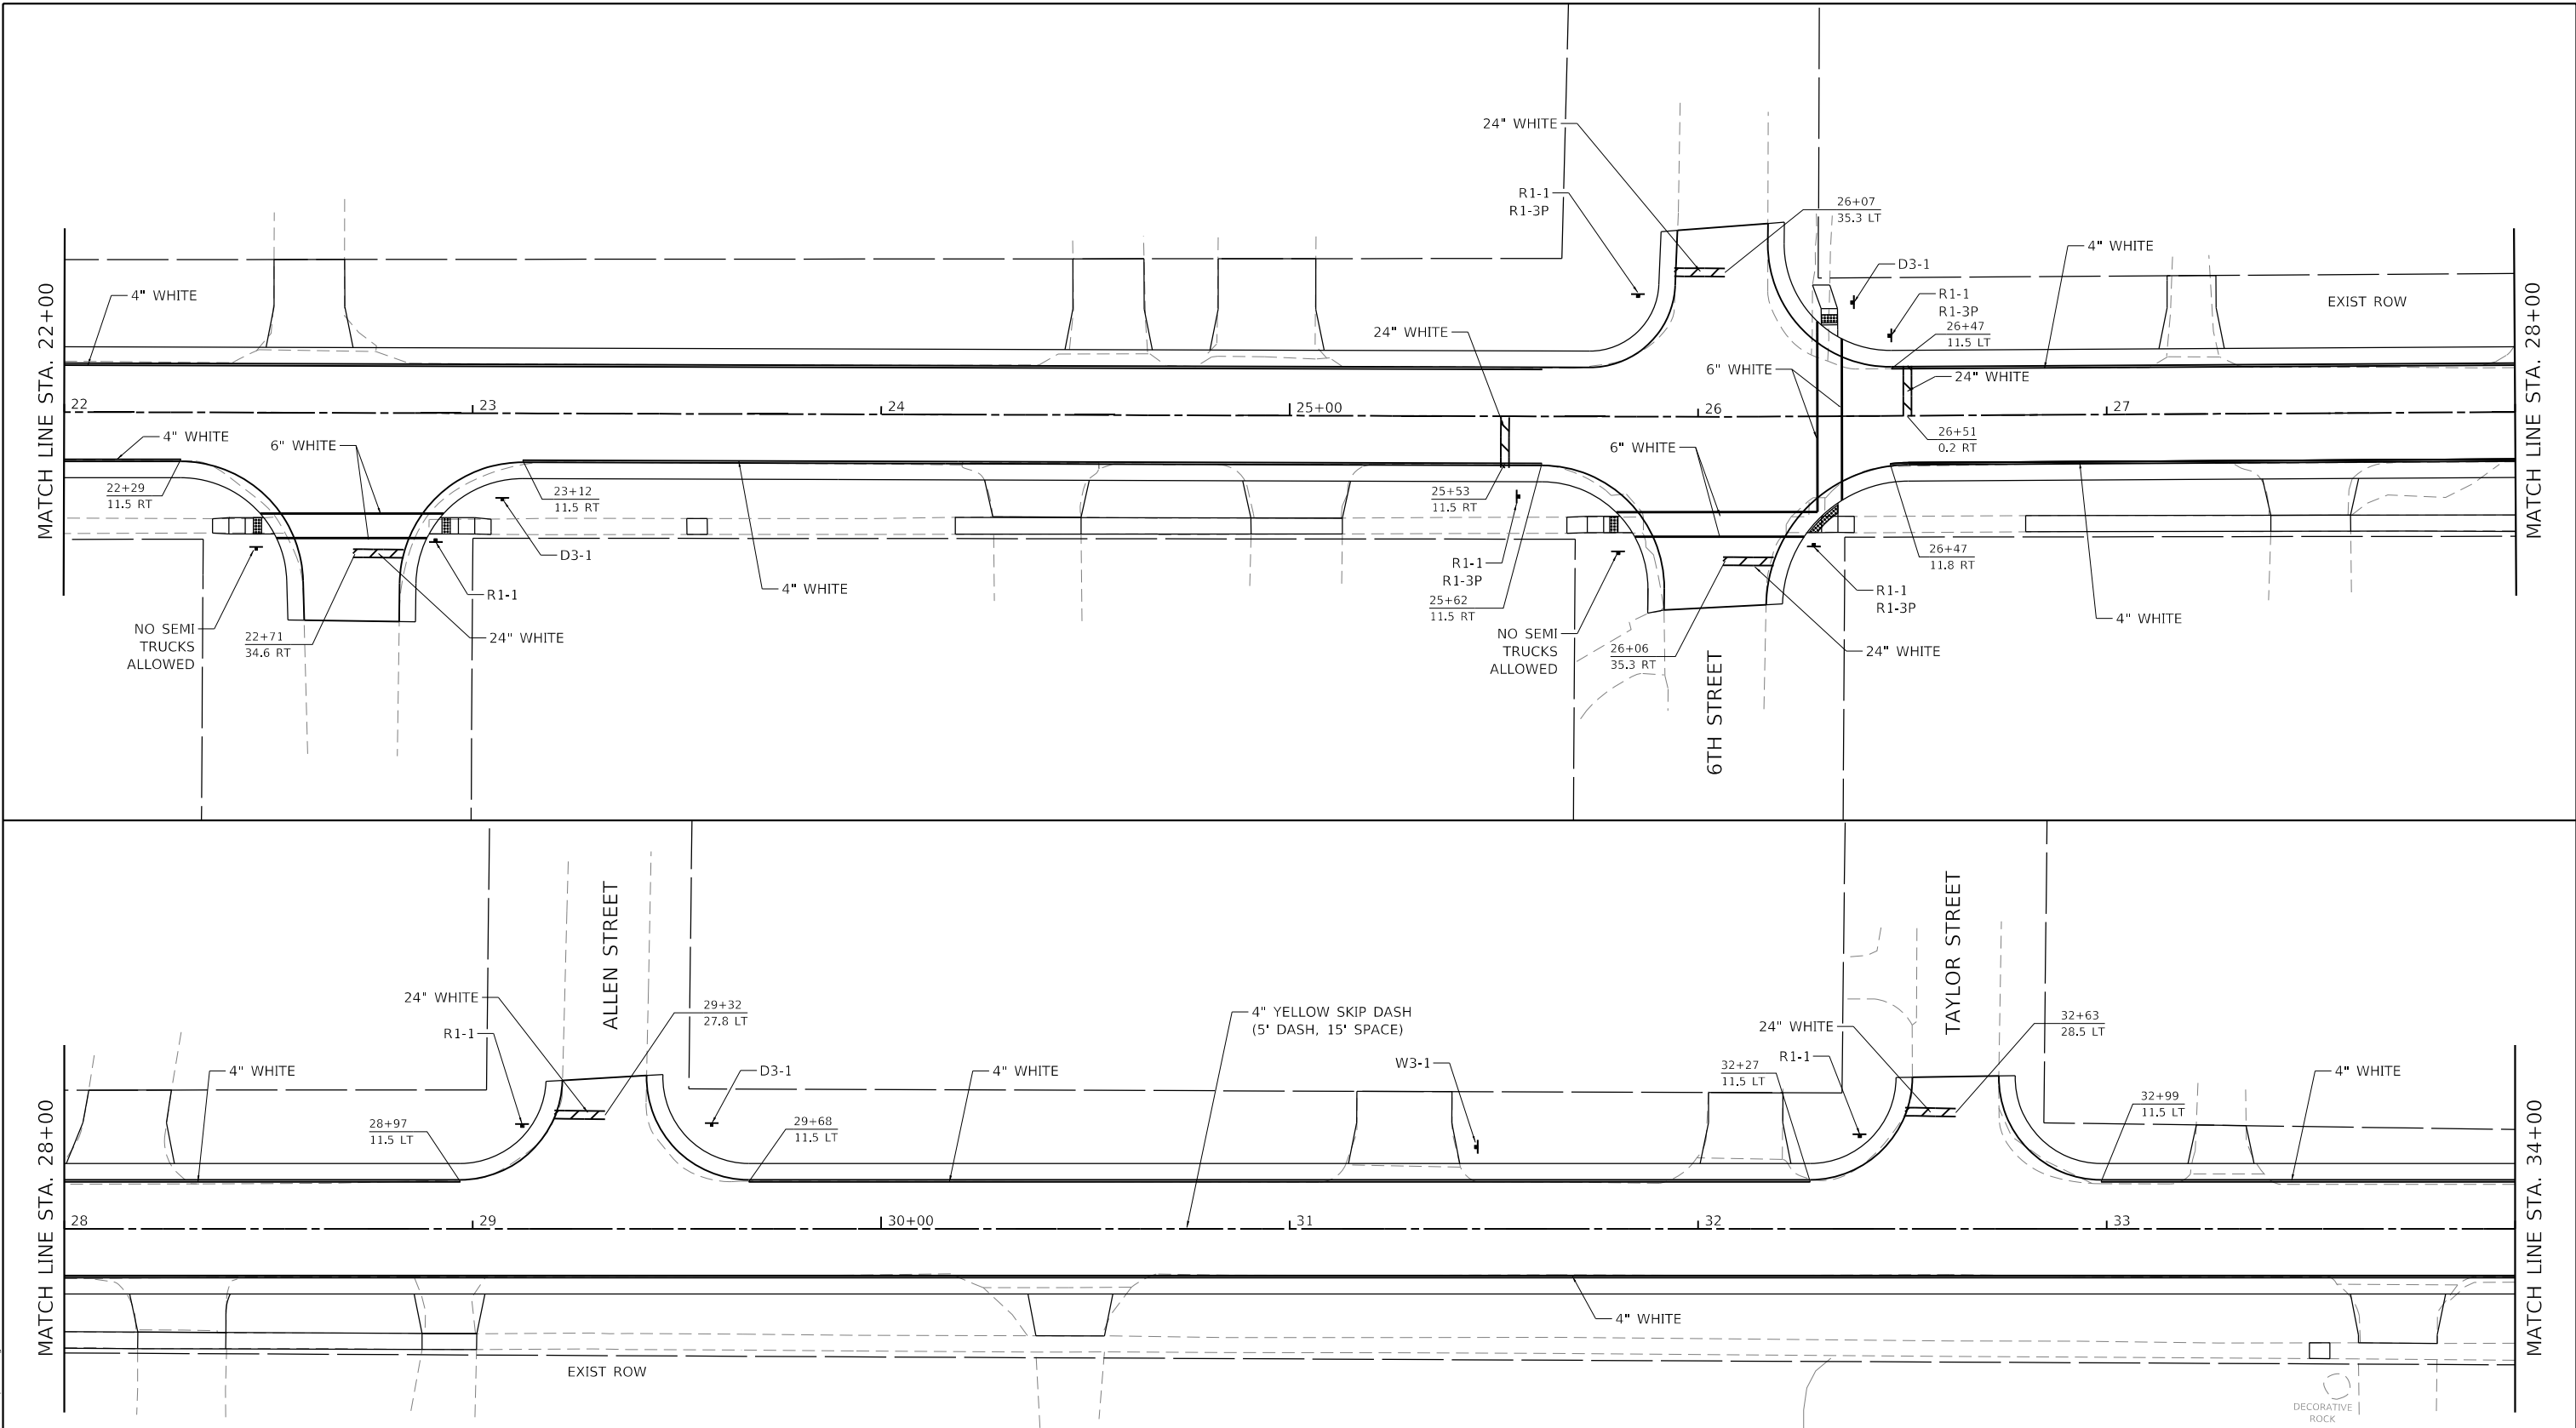 24" WHITE
R1-1
R1-3P
26+07
35.3 LT
4" WHITE
D3-1
R1-1
R1-3P
26+47
11.5 LT
EXIST ROW
4" WHITE
24" WHITE
6" WHITE
24" WHITE
MATCH LINE STA. 22+00
22
23
24
25+00
26
27
MATCH LINE STA. 28+00
4" WHITE
6" WHITE
22+29
11.5 RT
23+12
11.5 RT
25+53
11.5 RT
6" WHITE
26+51
0.2 RT
D3-1
R1-1
4" WHITE
R1-1
R1-3P
25+62
11.5 RT
26+47
11.8 RT
R1-1
R1-3P
4" WHITE
NO SEMI
TRUCKS
ALLOWED
22+71
34.6 RT
24" WHITE
NO SEMI
TRUCKS
ALLOWED
26+06
35.3 RT
24" WHITE
6TH STREET
ALLEN STREET
TAYLOR STREET
24" WHITE
R1-1
29+32
27.8 LT
4" YELLOW SKIP DASH
(5' DASH, 15' SPACE)
24" WHITE
32+63
28.5 LT
4" WHITE
D3-1
4" WHITE
W3-1
32+27
11.5 LT
R1-1
4" WHITE
28+97
11.5 LT
29+68
11.5 LT
32+99
11.5 LT
MATCH LINE STA. 28+00
28
29
30+00
31
32
33
MATCH LINE STA. 34+00
4" WHITE
EXIST ROW
DECORATIVE
ROCK